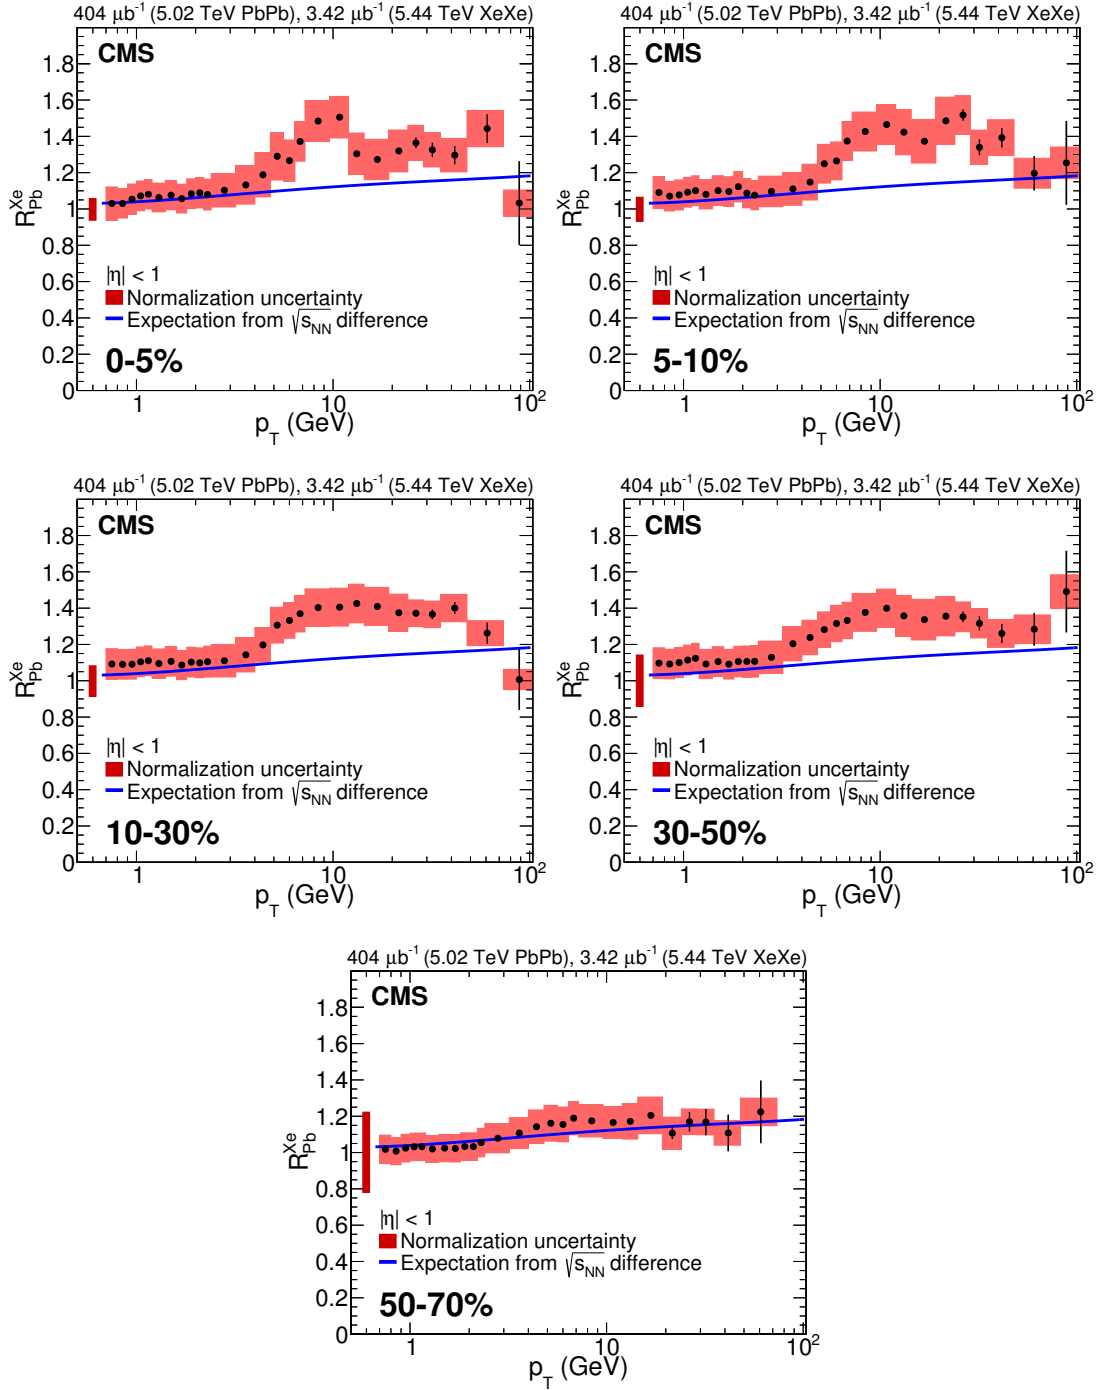 404 μb⁻¹ (5.02 TeV PbPb), 3.42 μb⁻¹ (5.44 TeV XeXe)
CMS
1.8
1.6
1.4
1.2
1
0.8
0.6
0.4
0.2
0
R_Pb^Xe
|η| < 1
Normalization uncertainty
Expectation from √s_NN difference
0-5%
1 10 10²
p_T (GeV)
404 μb⁻¹ (5.02 TeV PbPb), 3.42 μb⁻¹ (5.44 TeV XeXe)
CMS
1.8
1.6
1.4
1.2
1
0.8
0.6
0.4
0.2
0
R_Pb^Xe
|η| < 1
Normalization uncertainty
Expectation from √s_NN difference
5-10%
1 10 10²
p_T (GeV)
404 μb⁻¹ (5.02 TeV PbPb), 3.42 μb⁻¹ (5.44 TeV XeXe)
CMS
1.8
1.6
1.4
1.2
1
0.8
0.6
0.4
0.2
0
R_Pb^Xe
|η| < 1
Normalization uncertainty
Expectation from √s_NN difference
10-30%
1 10 10²
p_T (GeV)
404 μb⁻¹ (5.02 TeV PbPb), 3.42 μb⁻¹ (5.44 TeV XeXe)
CMS
1.8
1.6
1.4
1.2
1
0.8
0.6
0.4
0.2
0
R_Pb^Xe
|η| < 1
Normalization uncertainty
Expectation from √s_NN difference
30-50%
1 10 10²
p_T (GeV)
404 μb⁻¹ (5.02 TeV PbPb), 3.42 μb⁻¹ (5.44 TeV XeXe)
CMS
1.8
1.6
1.4
1.2
1
0.8
0.6
0.4
0.2
0
R_Pb^Xe
|η| < 1
Normalization uncertainty
Expectation from √s_NN difference
50-70%
1 10 10²
p_T (GeV)